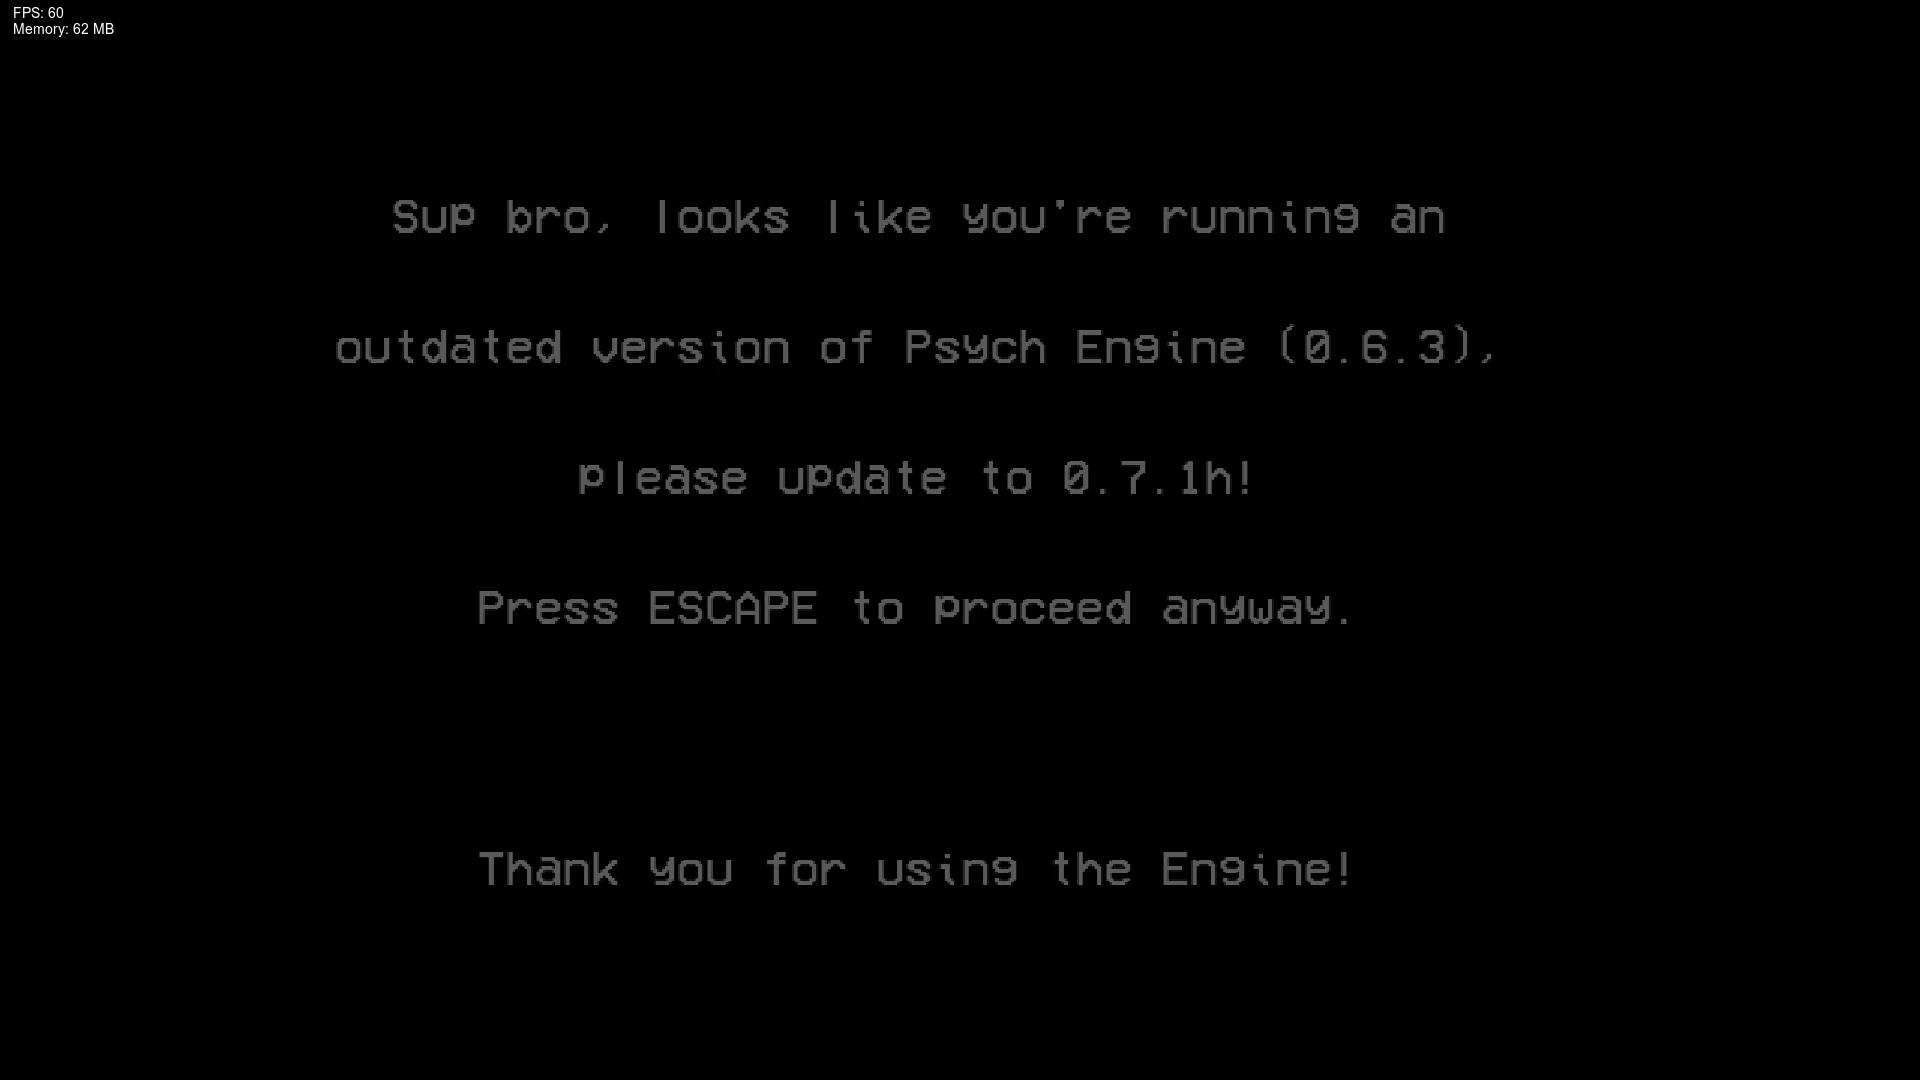 FPS: 60
Memory: 62 MB
Sup bro, looks like you're running an
outdated version of Psych Engine (0.6.3),
please update to 0.7.1h!
Press ESCAPE to proceed anyway.
Thank you for using the Engine!